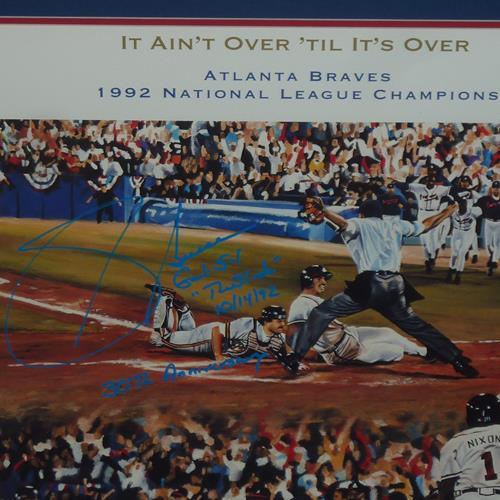 IT AIN'T OVER 'TIL IT'S OVER
ATLANTA BRAVES
1992 NATIONAL LEAGUE CHAMPIONS
"The Slide"
10/14/92
30th Anniversary
NIXON
1